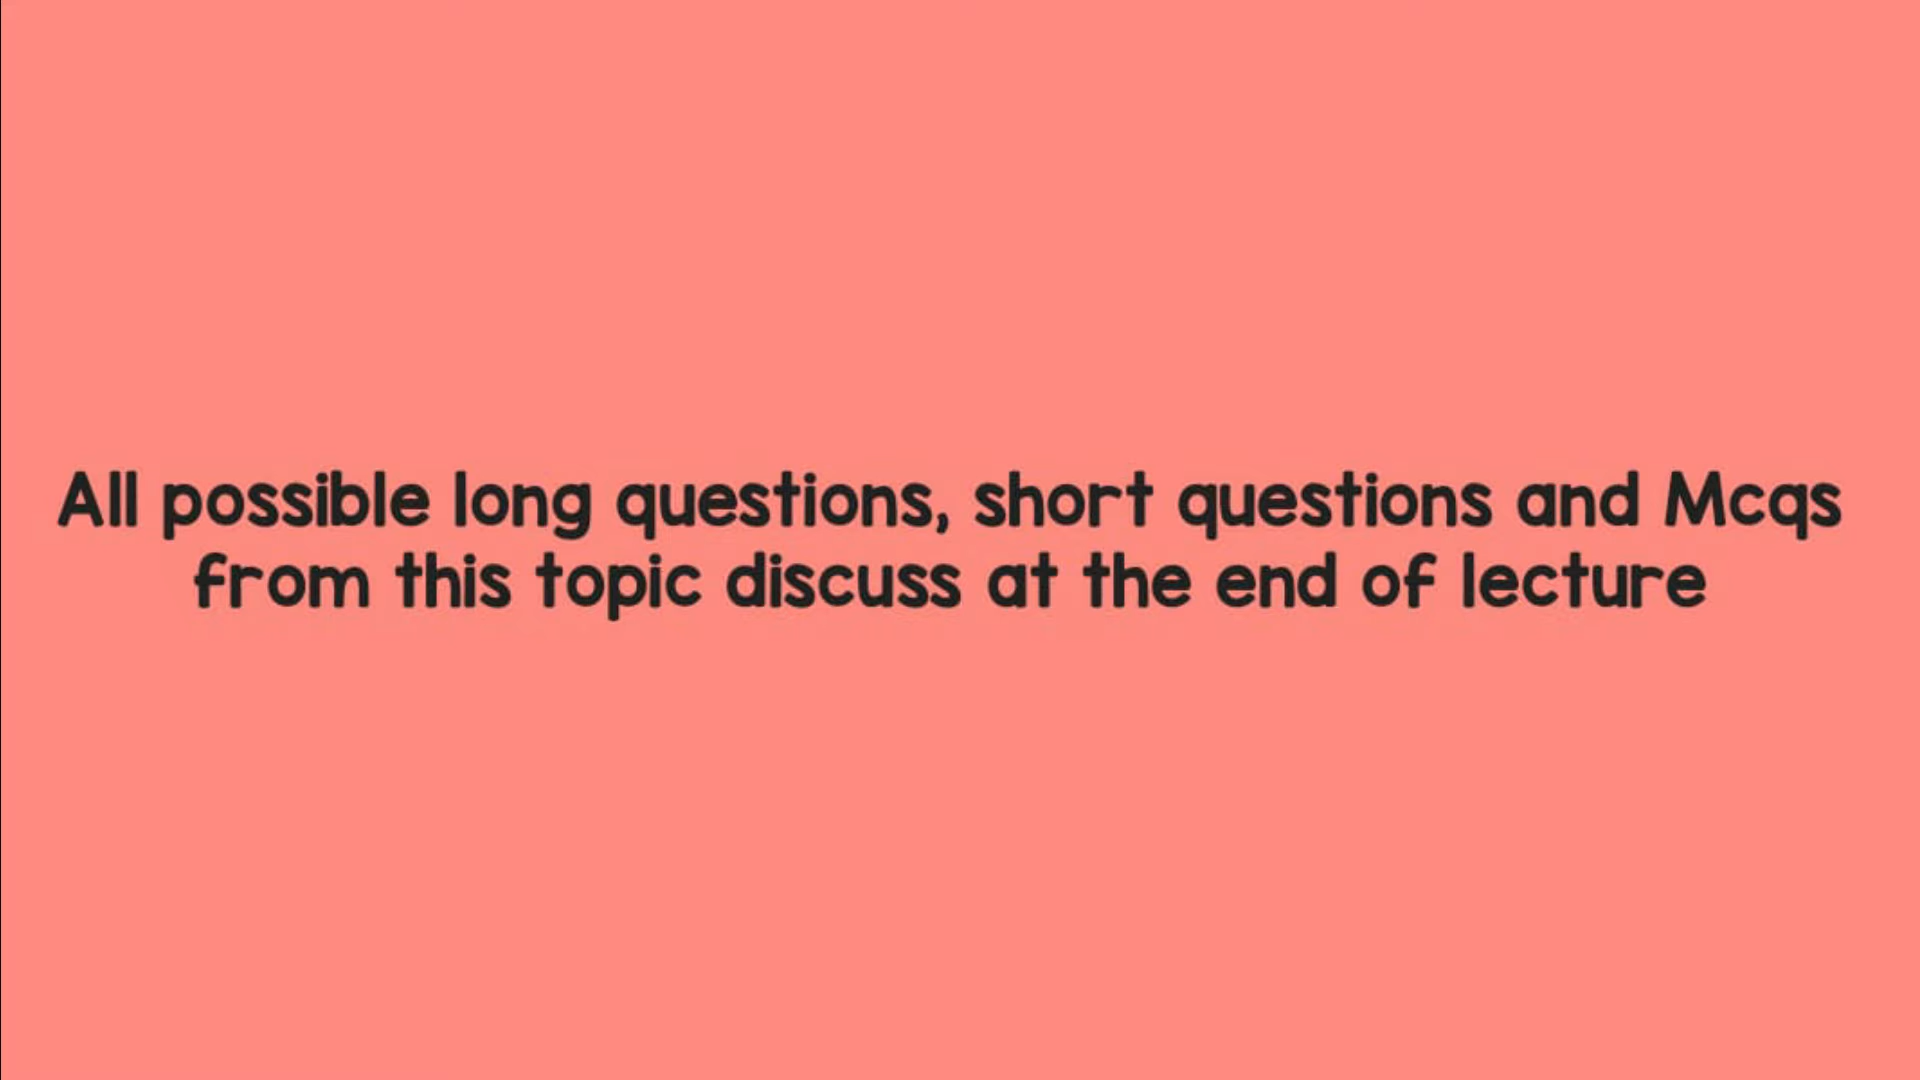 All possible long questions, short questions and Mcqs
from this topic discuss at the end of lecture